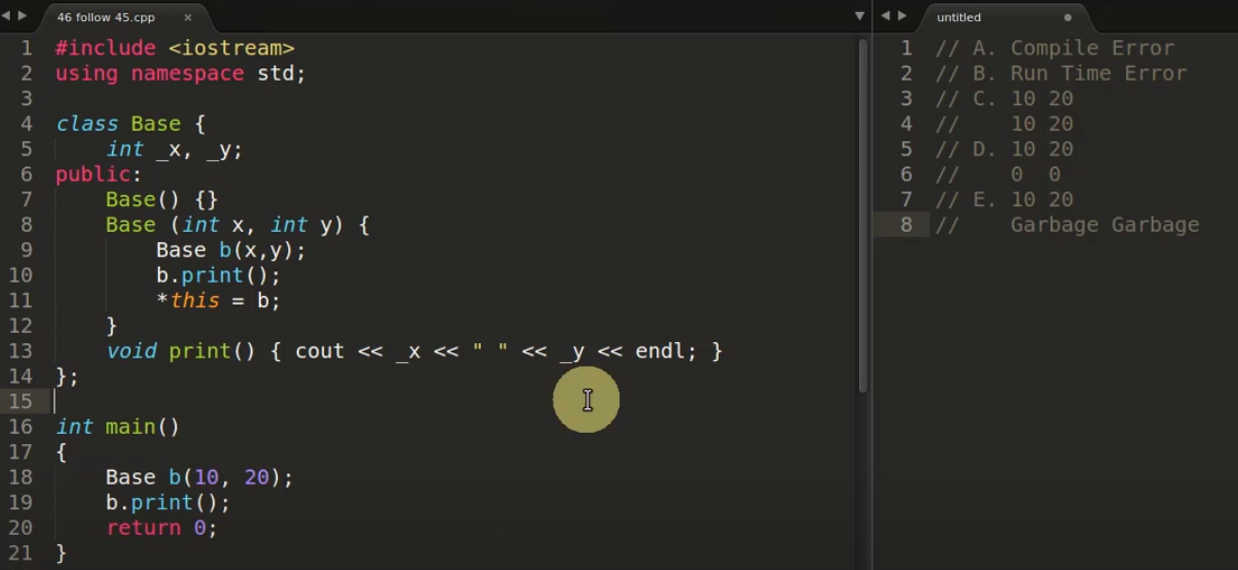 46 follow 45.cpp ×
1 #include <iostream>
2 using namespace std;
3
4 class Base {
5     int _x, _y;
6 public:
7     Base() {}
8     Base (int x, int y) {
9         Base b(x,y);
10         b.print();
11         *this = b;
12     }
13     void print() { cout << _x << " " << _y << endl; }
14 };
15
16 int main()
17 {
18     Base b(10, 20);
19     b.print();
20     return 0;
21 }
untitled
1 // A. Compile Error
2 // B. Run Time Error
3 // C. 10 20
4 //    10 20
5 // D. 10 20
6 //    0  0
7 // E. 10 20
8 //    Garbage Garbage